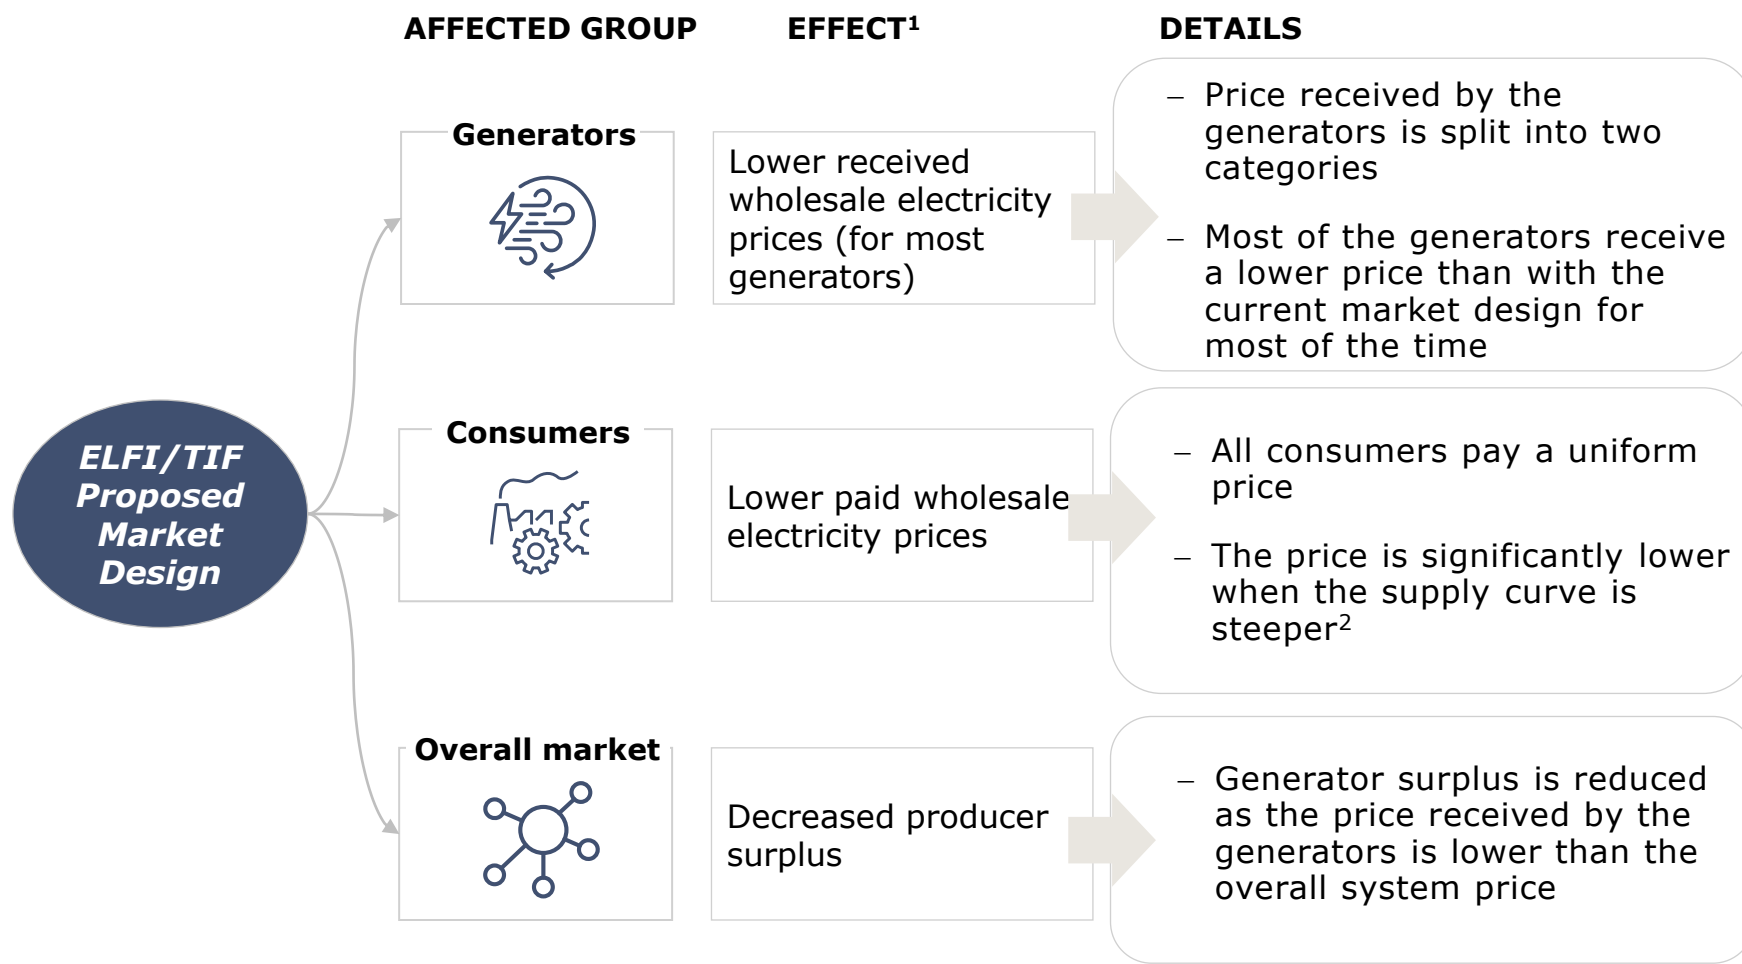 AFFECTED GROUP
EFFECT¹
DETAILS
ELFI/TIF
Proposed
Market
Design
Generators
Lower received
wholesale electricity
prices (for most
generators)
– Price received by the
generators is split into two
categories
– Most of the generators receive
a lower price than with the
current market design for
most of the time
Consumers
Lower paid wholesale
electricity prices
– All consumers pay a uniform
price
– The price is significantly lower
when the supply curve is
steeper²
Overall market
Decreased producer
surplus
– Generator surplus is reduced
as the price received by the
generators is lower than the
overall system price